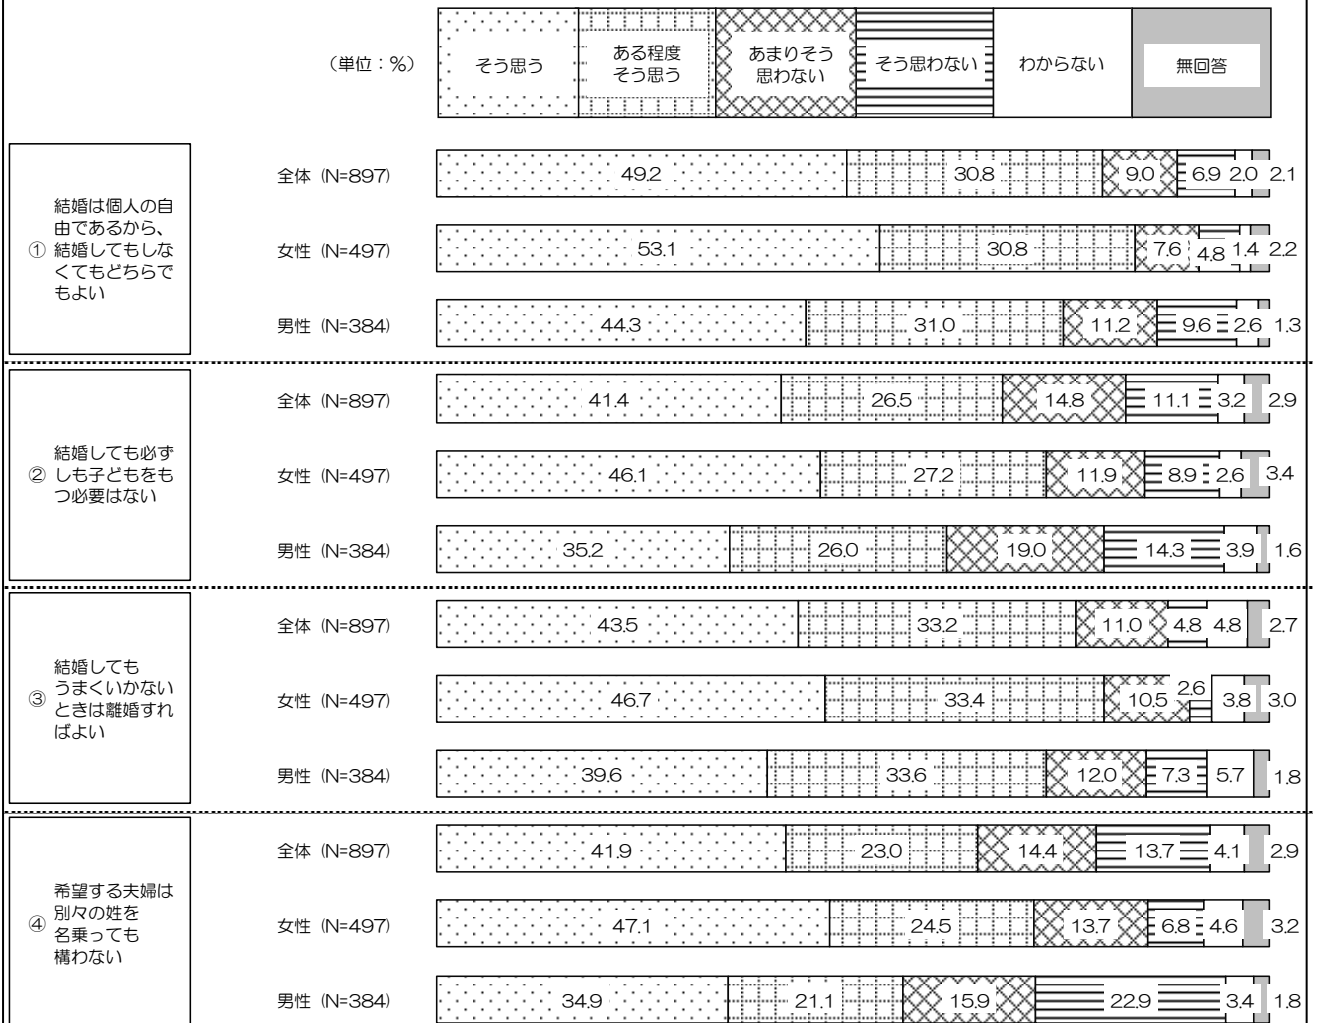 （単位：％）
そう思う
ある程度
そう思う
あまりそう
思わない
そう思わない
わからない
無回答
①
結婚は個人の自
由であるから、
結婚してもしな
くてもどちらで
もよい
全体 (N=897)
49.2 30.8 9.0 6.9 2.0 2.1
女性 (N=497)
53.1 30.8 7.6 4.8 1.4 2.2
男性 (N=384)
44.3 31.0 11.2 9.6 2.6 1.3
②
結婚しても必ず
しも子どもをも
つ必要はない
全体 (N=897)
41.4 26.5 14.8 11.1 3.2 2.9
女性 (N=497)
46.1 27.2 11.9 8.9 2.6 3.4
男性 (N=384)
35.2 26.0 19.0 14.3 3.9 1.6
③
結婚しても
うまくいかない
ときは離婚すれ
ばよい
全体 (N=897)
43.5 33.2 11.0 4.8 4.8 2.7
女性 (N=497)
46.7 33.4 10.5 2.6 3.8 3.0
男性 (N=384)
39.6 33.6 12.0 7.3 5.7 1.8
④
希望する夫婦は
別々の姓を
名乗っても
構わない
全体 (N=897)
41.9 23.0 14.4 13.7 4.1 2.9
女性 (N=497)
47.1 24.5 13.7 6.8 4.6 3.2
男性 (N=384)
34.9 21.1 15.9 22.9 3.4 1.8